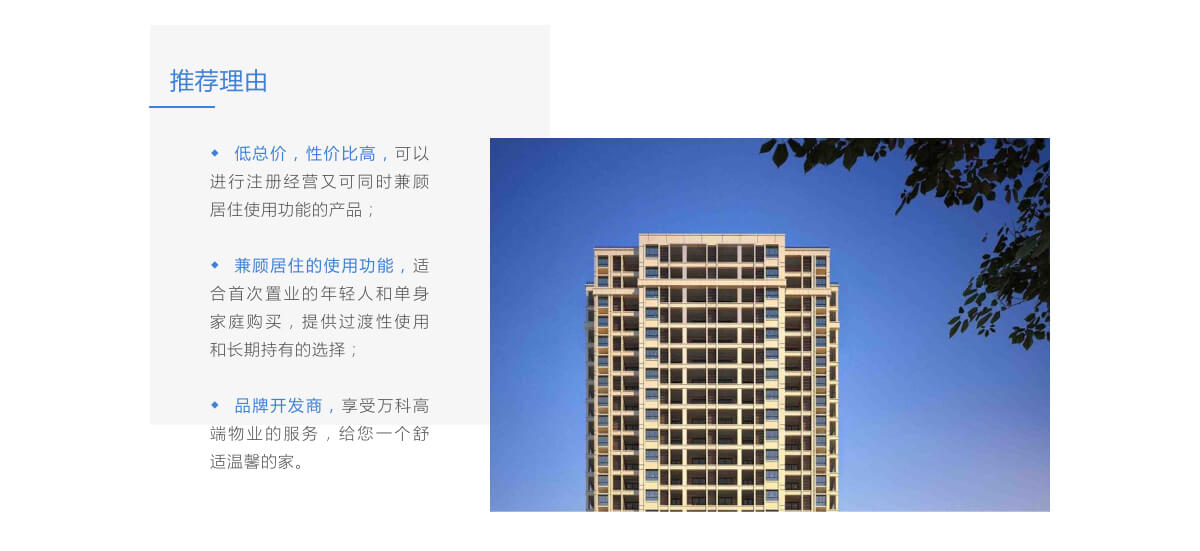 推荐理由
◆ 低总价，性价比高，可以
进行注册经营又可同时兼顾
居住使用功能的产品；
◆ 兼顾居住的使用功能，适
合首次置业的年轻人和单身
家庭购买，提供过渡性使用
和长期持有的选择；
◆ 品牌开发商，享受万科高
端物业的服务，给您一个舒
适温馨的家。